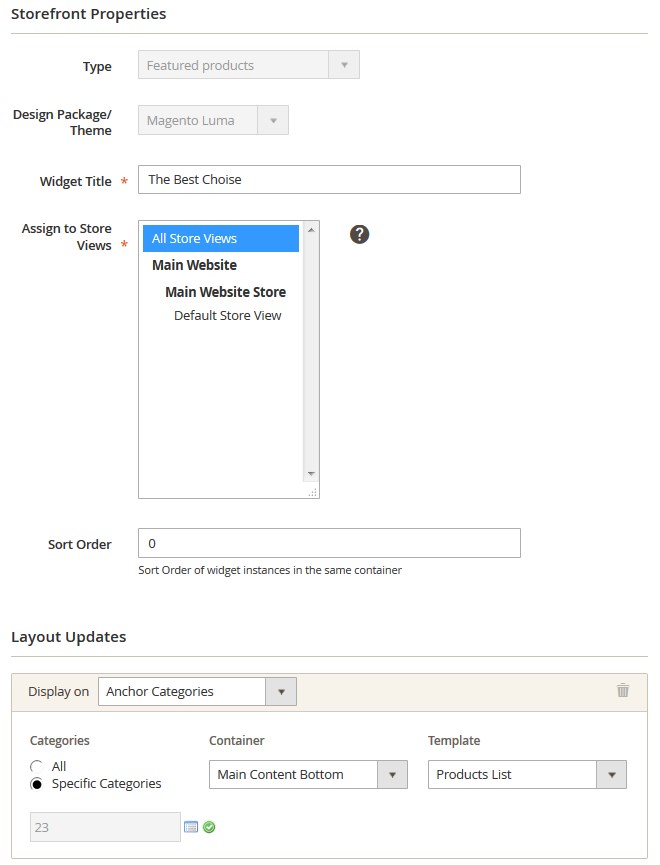 Storefront Properties
Type
Featured products
Design Package/
Theme
Magento Luma
Widget Title *
The Best Choise
Assign to Store
Views *
All Store Views
Main Website
Main Website Store
Default Store View
?
Sort Order
0
Sort Order of widget instances in the same container
Layout Updates
Display on
Anchor Categories
Categories
Container
Template
All
Specific Categories
Main Content Bottom
Products List
23